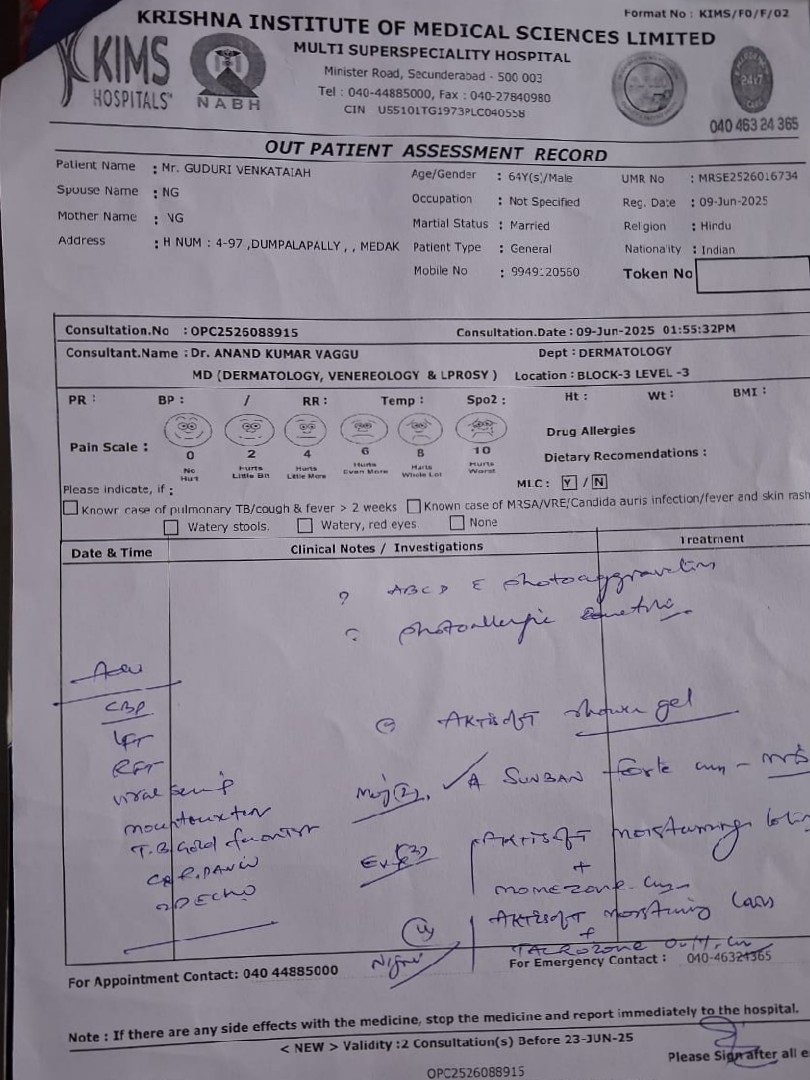 Format No : KIMS/FO/F/02
KRISHNA INSTITUTE OF MEDICAL SCIENCES LIMITED
KIMS
HOSPITALS
NABH
MULTI SUPERSPECIALITY HOSPITAL
Minister Road, Secunderabad - 500 003
Tel : 040-44885000, Fax : 040-27840980
CIN U55101TG1973PLC040558
24x7
040 463 24 365
OUT PATIENT ASSESSMENT RECORD
Patient Name : Mr. GUDURI VENKATAIAH Age/Gender : 64Y(s)/Male UMR No : MRSE2526016734
Spouse Name : NG Occupation : Not Specified Reg. Date : 09-Jun-2025
Mother Name : NG Martial Status : Married Religion : Hindu
Address : H NUM : 4-97 ,DUMPALAPALLY , , MEDAK Patient Type : General Nationality : Indian
Mobile No : 9949120560 Token No
Consultation.No : OPC2526088915 Consultation.Date : 09-Jun-2025 01:55:32PM
Consultant.Name : Dr. ANAND KUMAR VAGGU Dept : DERMATOLOGY
MD (DERMATOLOGY, VENEREOLOGY & LPROSY ) Location : BLOCK-3 LEVEL -3
PR : BP : / RR : Temp : Spo2 : Ht : Wt : BMI :
Pain Scale : 0 2 4 6 8 10 Drug Allergies
No Hurt Hurts Little Bit Hurts Little More Hurts Even More Hurts Whole Lot Hurts Worst Dietary Recomendations :
MLC : Y / N
Please indicate, if :
Known case of pulmonary TB/cough & fever > 2 weeks Known case of MRSA/VRE/Candida auris infection/fever and skin rash
Watery stools. Watery, red eyes None
Date & Time Clinical Notes / Investigations Treatment
? ABCD photoaggravation
? photoallergic
CBP
LFT
RFT
AKTISOFT shower gel
viral
SUNBAN forte
T.B Gold
AKTISOFT moisturing
+
MOMEZONE
2D ECHO
AKTISOFT
+
TACROZONE
For Appointment Contact: 040 44885000 For Emergency Contact : 040-46324365
Note : If there are any side effects with the medicine, stop the medicine and report immediately to the hospital.
< NEW > Validity :2 Consultation(s) Before 23-JUN-25
Please Sign after all e
OPC2526088915